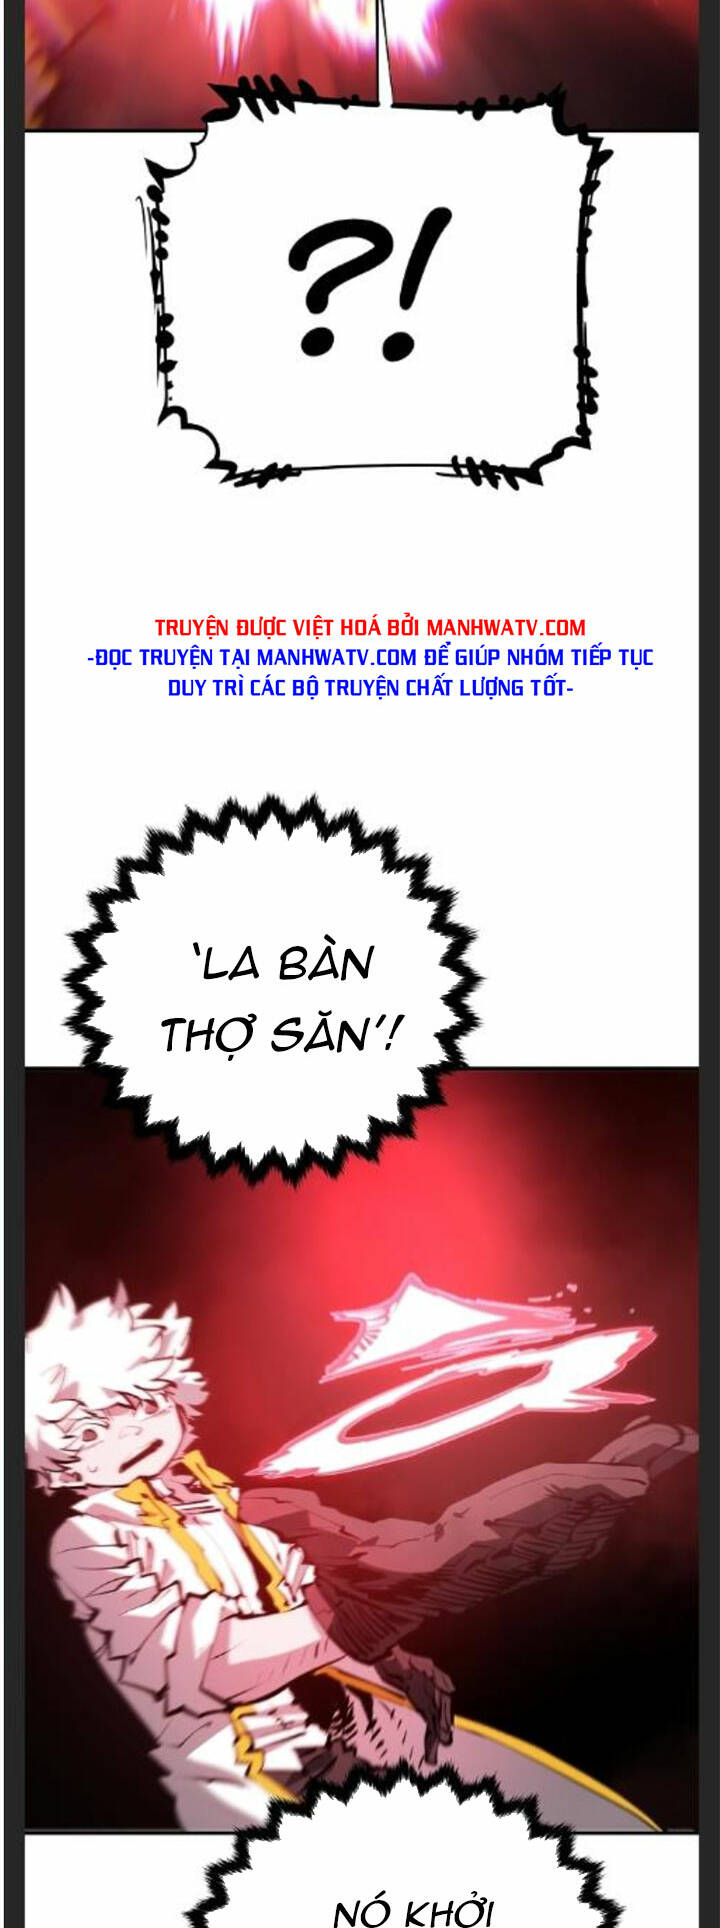 ?!
TRUYỆN ĐƯỢC VIỆT HOÁ BỞI MANHWATV.COM
-ĐỌC TRUYỆN TẠI MANHWATV.COM ĐỂ GIÚP NHÓM TIẾP TỤC
DUY TRÌ CÁC BỘ TRUYỆN CHẤT LƯỢNG TỐT-
'LA BÀN
THỢ SĂN'!
NÓ KHỞI